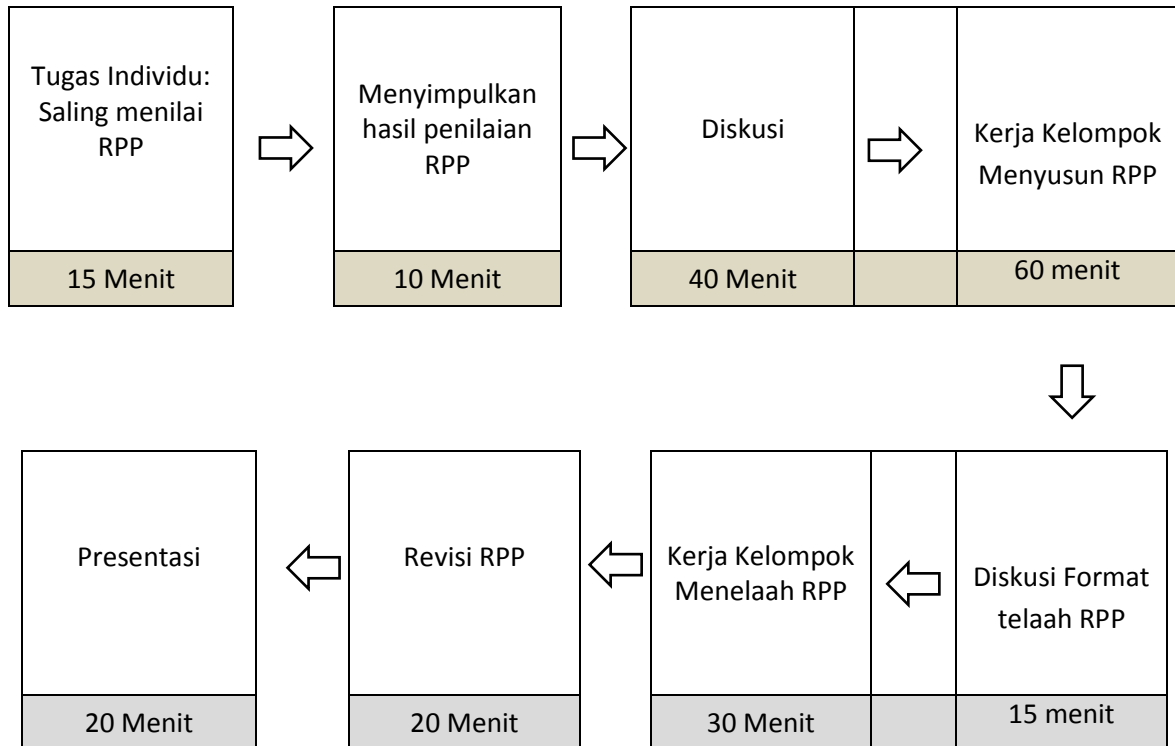 Tugas Individu:
Saling menilai
RPP
15 Menit
Menyimpulkan
hasil penilaian
RPP
10 Menit
Diskusi
40 Menit
Kerja Kelompok
Menyusun RPP
60 menit
Presentasi
20 Menit
Revisi RPP
20 Menit
Kerja Kelompok
Menelaah RPP
30 Menit
Diskusi Format
telaah RPP
15 menit